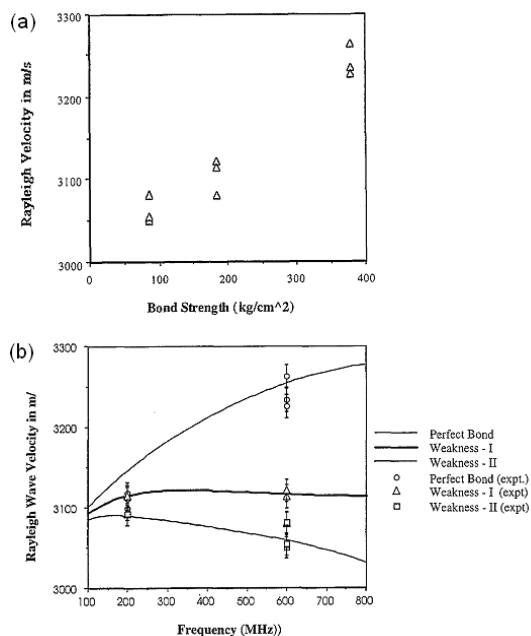 (a)
3300
3200
3100
3000
Rayleigh Velocity in m/s
0
100
200
300
400
Bond Strength (kg/cm^2)
(b)
3300
3200
3100
3000
Rayleigh Wave Velocity in m/
100
200
300
400
500
600
700
800
Frequency (MHz))
Perfect Bond
Weakness - I
Weakness - II
Perfect Bond (expt.)
Weakness - I (expt)
Weakness - II (expt)